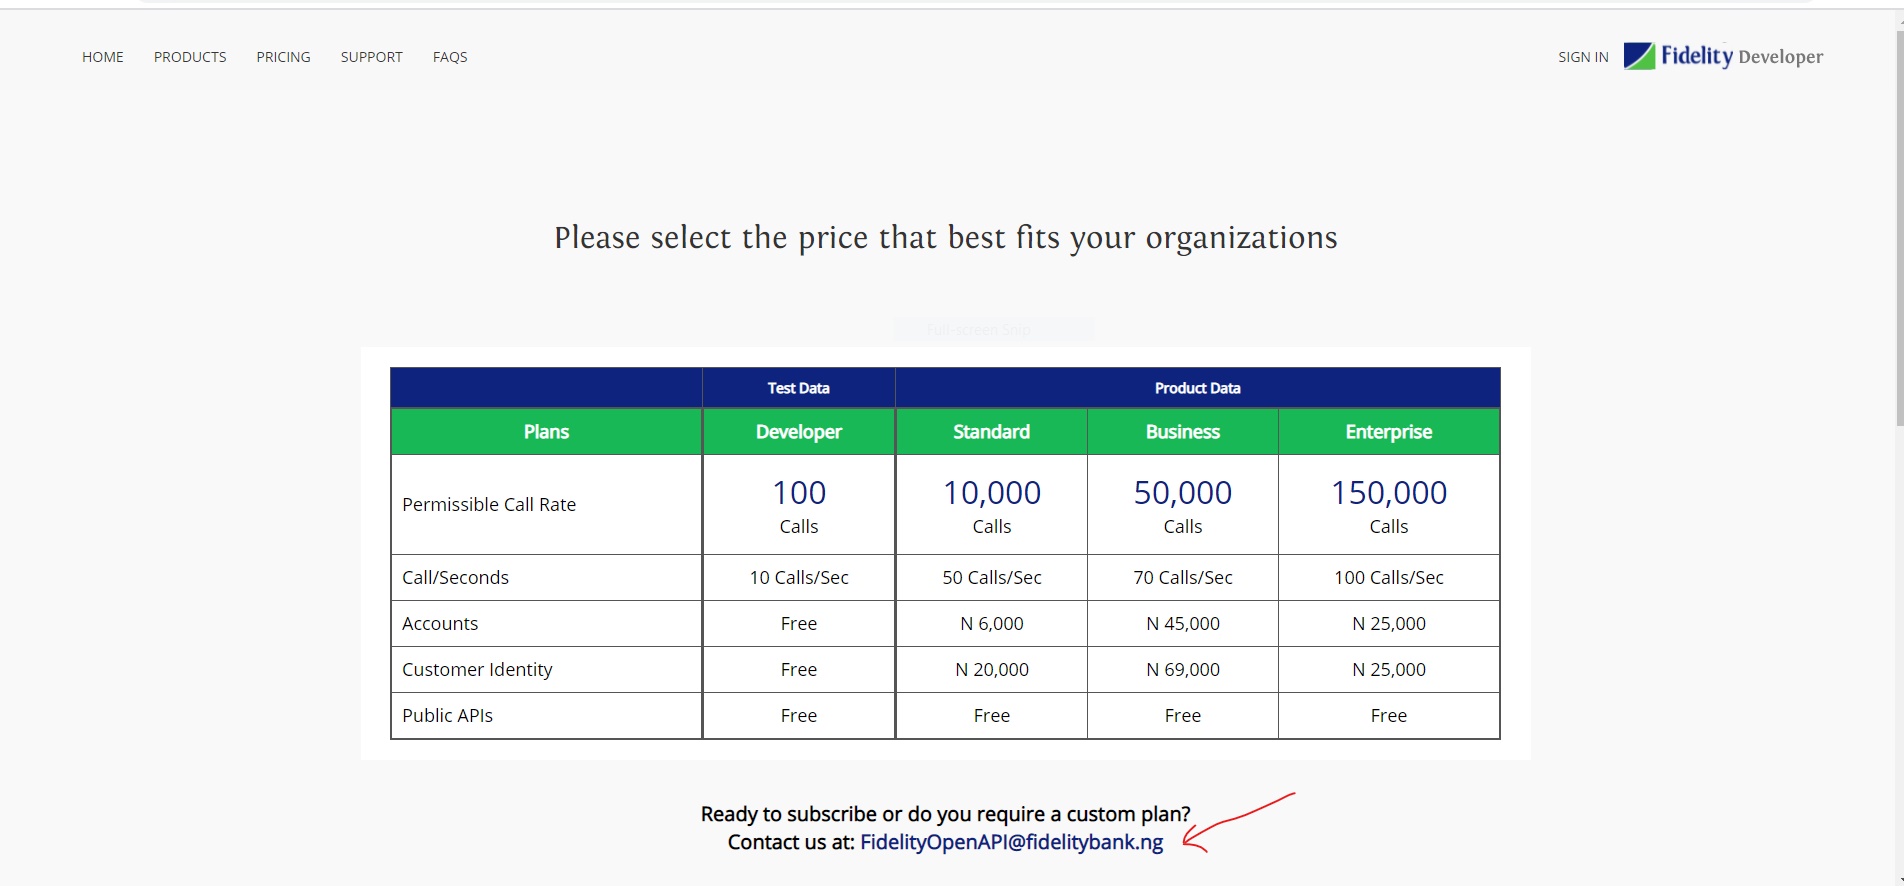 HOME PRODUCTS PRICING SUPPORT FAQS SIGN IN Fidelity Developer
Please select the price that best fits your organizations
Full-screen Snip
Test Data Product Data
Plans Developer Standard Business Enterprise
Permissible Call Rate 100 Calls 10,000 Calls 50,000 Calls 150,000 Calls
Call/Seconds 10 Calls/Sec 50 Calls/Sec 70 Calls/Sec 100 Calls/Sec
Accounts Free N 6,000 N 45,000 N 25,000
Customer Identity Free N 20,000 N 69,000 N 25,000
Public APIs Free Free Free Free
Ready to subscribe or do you require a custom plan?
Contact us at: FidelityOpenAPI@fidelitybank.ng